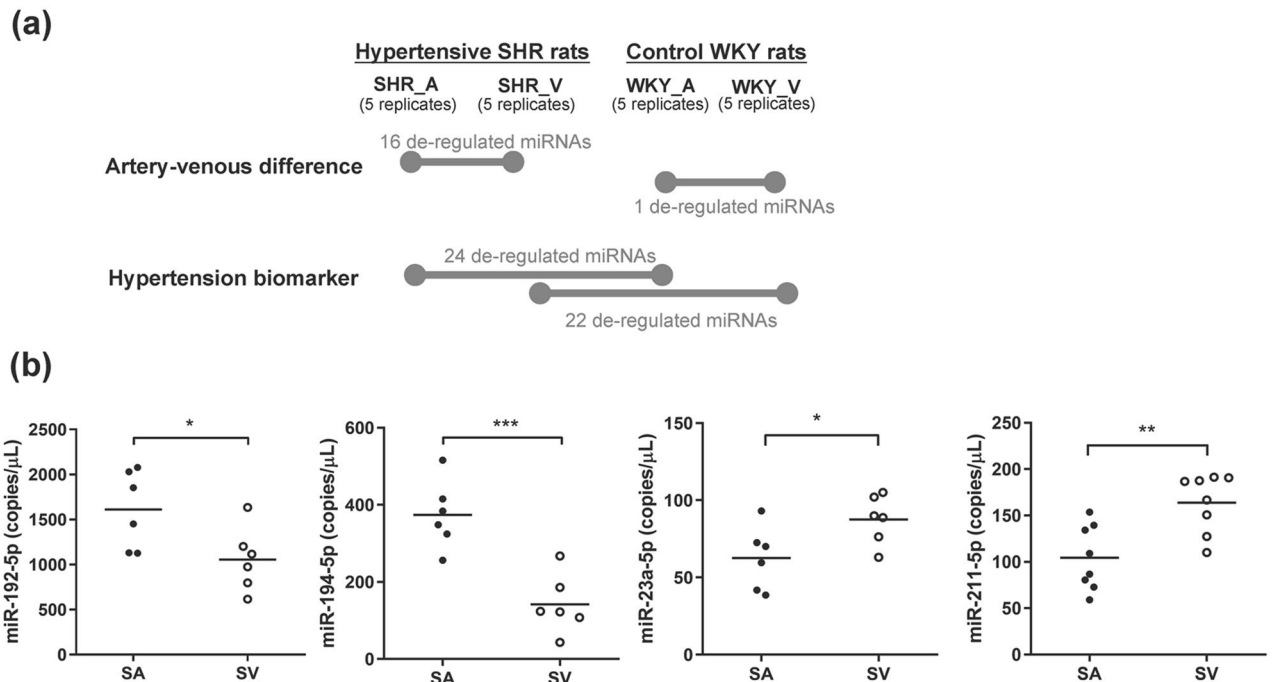 (a)
Hypertensive SHR rats
Control WKY rats
SHR_A
SHR_V
WKY_A
WKY_V
(5 replicates)
(5 replicates)
(5 replicates)
(5 replicates)
16 de-regulated miRNAs
Artery-venous difference
1 de-regulated miRNAs
24 de-regulated miRNAs
Hypertension biomarker
22 de-regulated miRNAs
(b)
miR-192-5p (copies/μL)
2500
2000
1500
1000
500
0
*
SA
SV
miR-194-5p (copies/μL)
600
400
200
0
***
SA
SV
miR-23a-5p (copies/μL)
150
100
50
0
*
SA
SV
miR-211-5p (copies/μL)
250
200
150
100
50
0
**
SA
SV